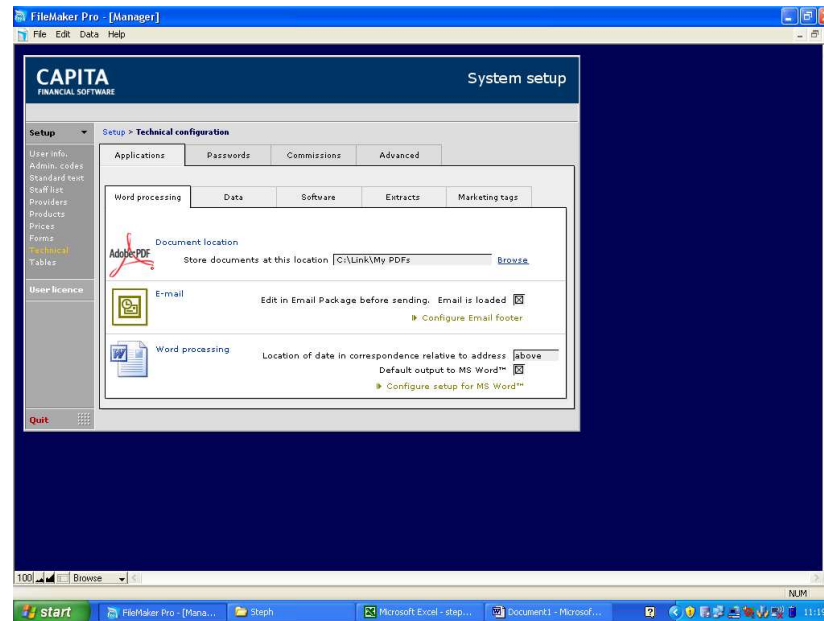 FileMaker Pro - [Manager]
File Edit Data Help
CAPITA
FINANCIAL SOFTWARE
System setup
Setup
Setup > Technical configuration
User info.
Admin. codes
Standard text
Staff list
Providers
Products
Prices
Forms
Technical
Tables
User licence
Quit
Applications Passwords Commissions Advanced
Word processing Data Software Extracts Marketing tags
Adobe PDF
Document location
Store documents at this location C:\Link\My PDFs Browse
E-mail
Edit in Email Package before sending. Email is loaded
Configure Email footer
Word processing
Location of date in correspondence relative to address above
Default output to MS Word™
Configure setup for MS Word™
100 Browse
NUM
start FileMaker Pro - [Mana... Steph Microsoft Excel - step... Document1 - Microsof... 11:19